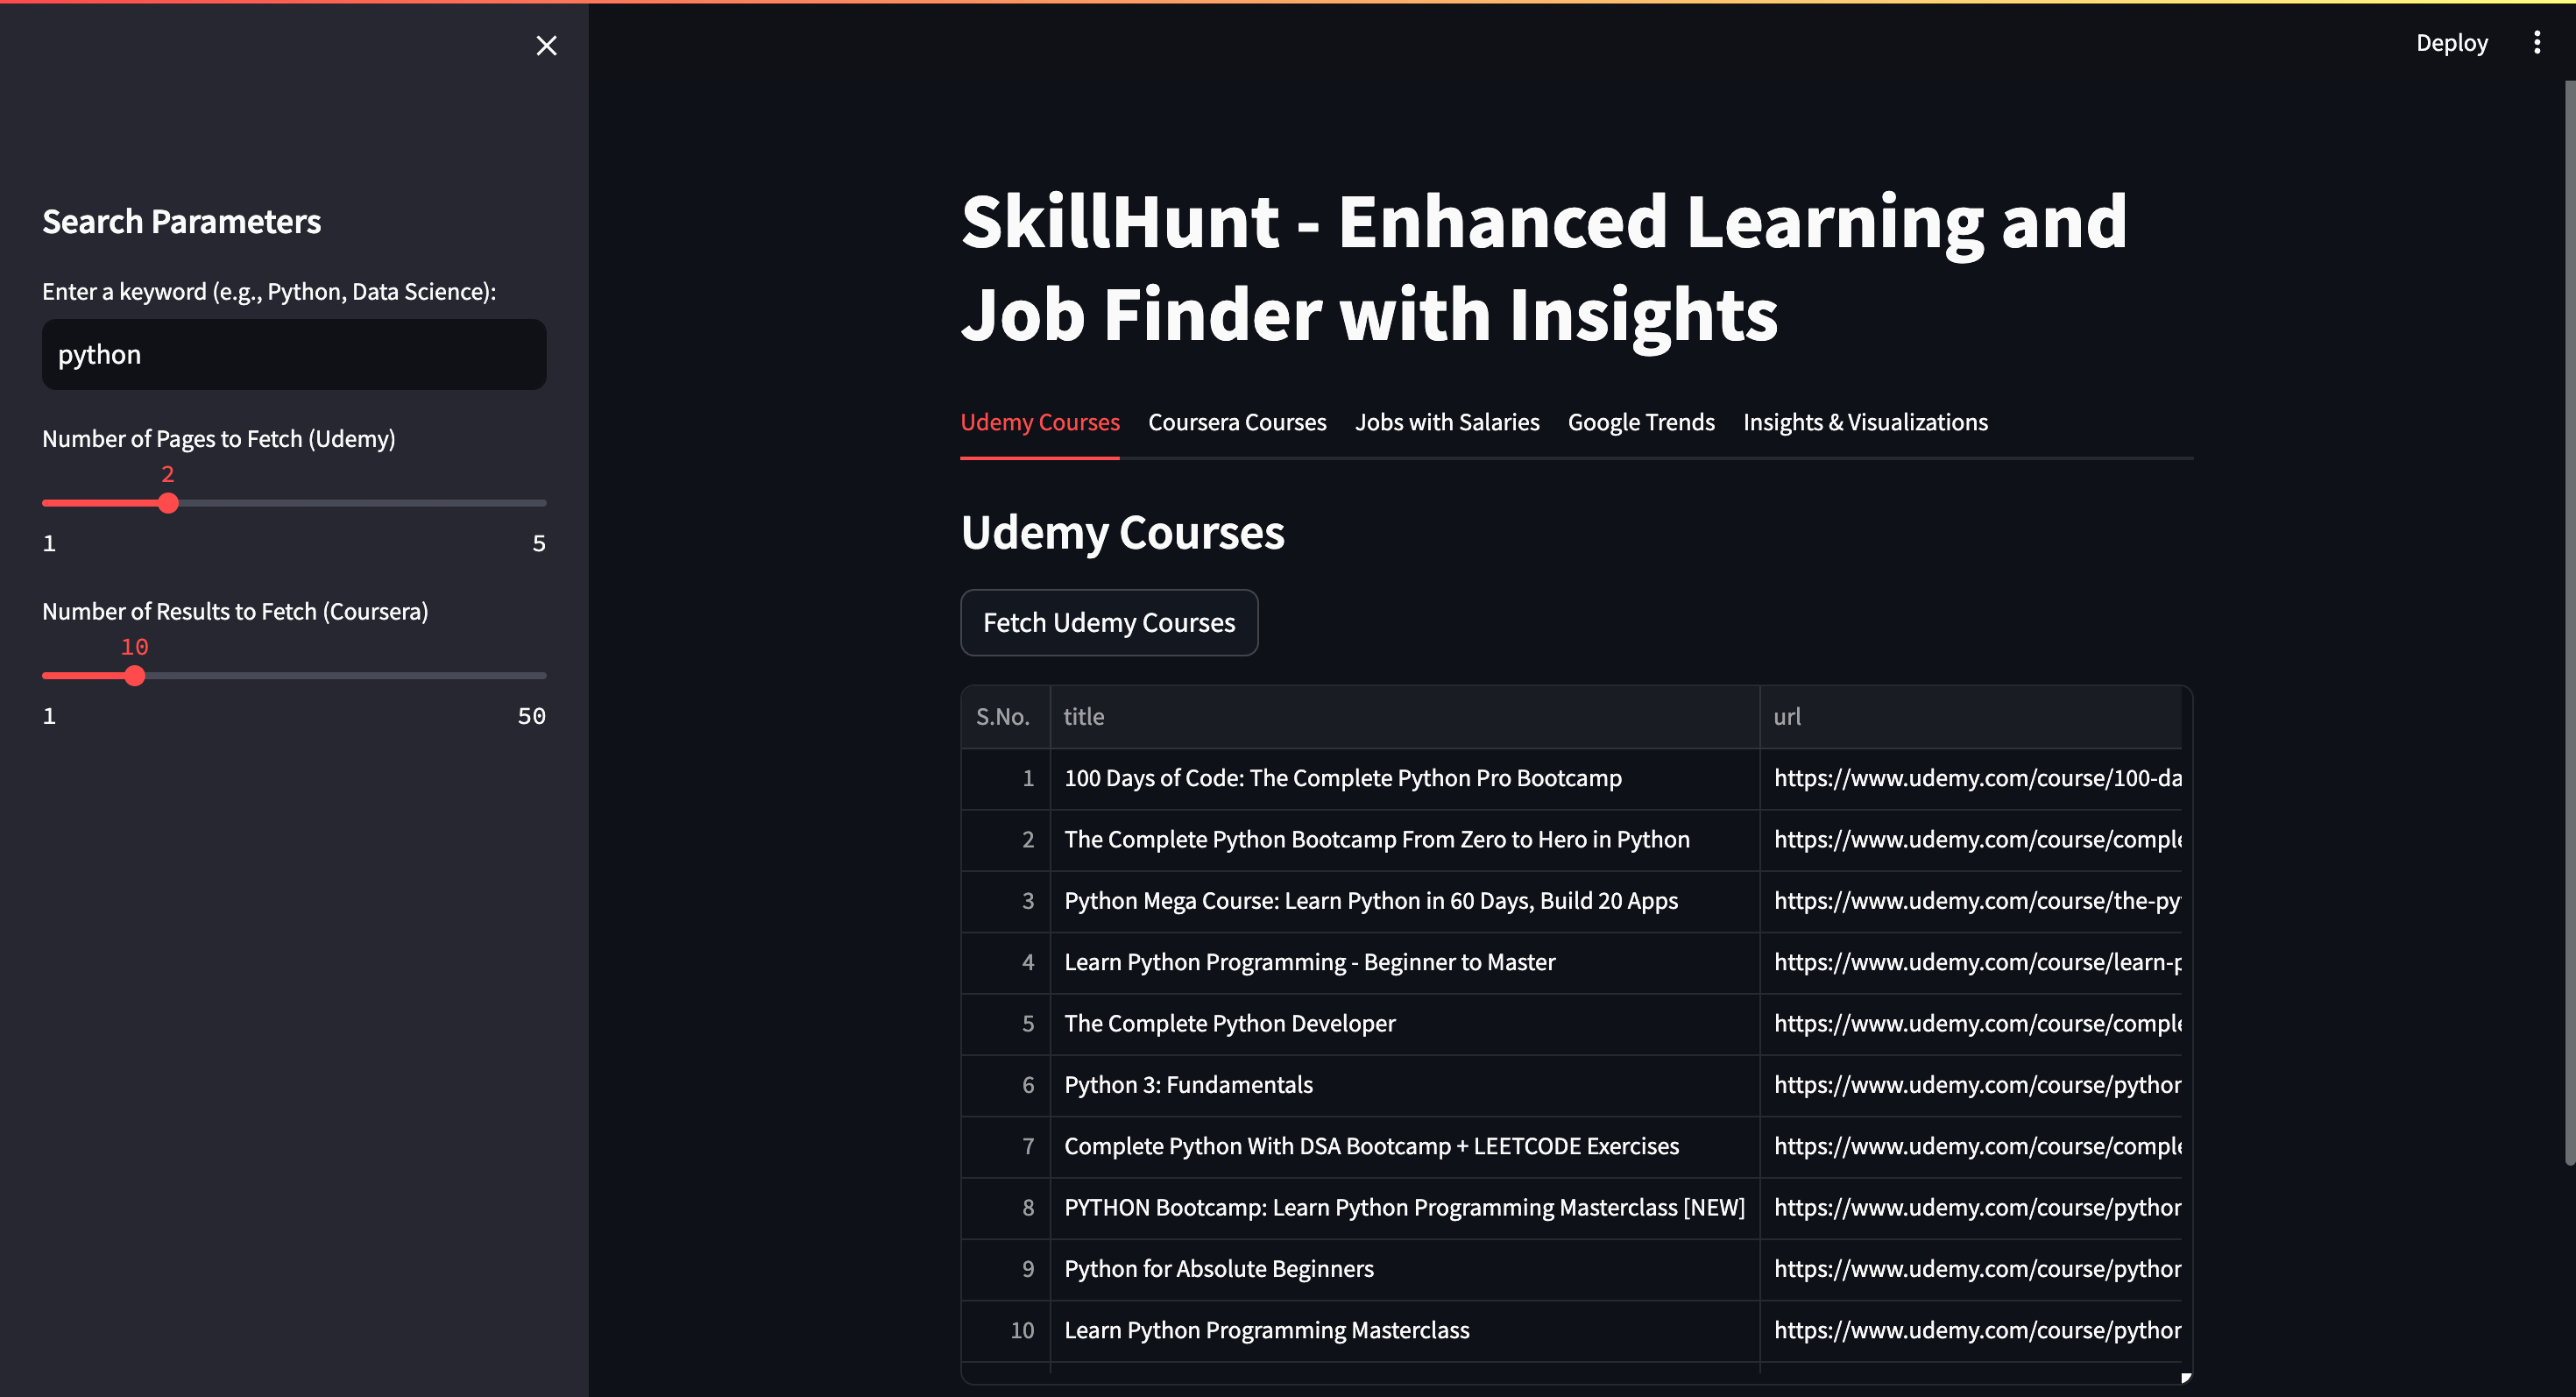 Deploy
Search Parameters
Enter a keyword (e.g., Python, Data Science):
python
Number of Pages to Fetch (Udemy)
2
1 5
Number of Results to Fetch (Coursera)
10
1 50
SkillHunt - Enhanced Learning and
Job Finder with Insights
Udemy Courses Coursera Courses Jobs with Salaries Google Trends Insights & Visualizations
Udemy Courses
Fetch Udemy Courses
S.No. title url
1 100 Days of Code: The Complete Python Pro Bootcamp https://www.udemy.com/course/100-da
2 The Complete Python Bootcamp From Zero to Hero in Python https://www.udemy.com/course/comple
3 Python Mega Course: Learn Python in 60 Days, Build 20 Apps https://www.udemy.com/course/the-py
4 Learn Python Programming - Beginner to Master https://www.udemy.com/course/learn-p
5 The Complete Python Developer https://www.udemy.com/course/comple
6 Python 3: Fundamentals https://www.udemy.com/course/python
7 Complete Python With DSA Bootcamp + LEETCODE Exercises https://www.udemy.com/course/comple
8 PYTHON Bootcamp: Learn Python Programming Masterclass [NEW] https://www.udemy.com/course/python
9 Python for Absolute Beginners https://www.udemy.com/course/python
10 Learn Python Programming Masterclass https://www.udemy.com/course/python